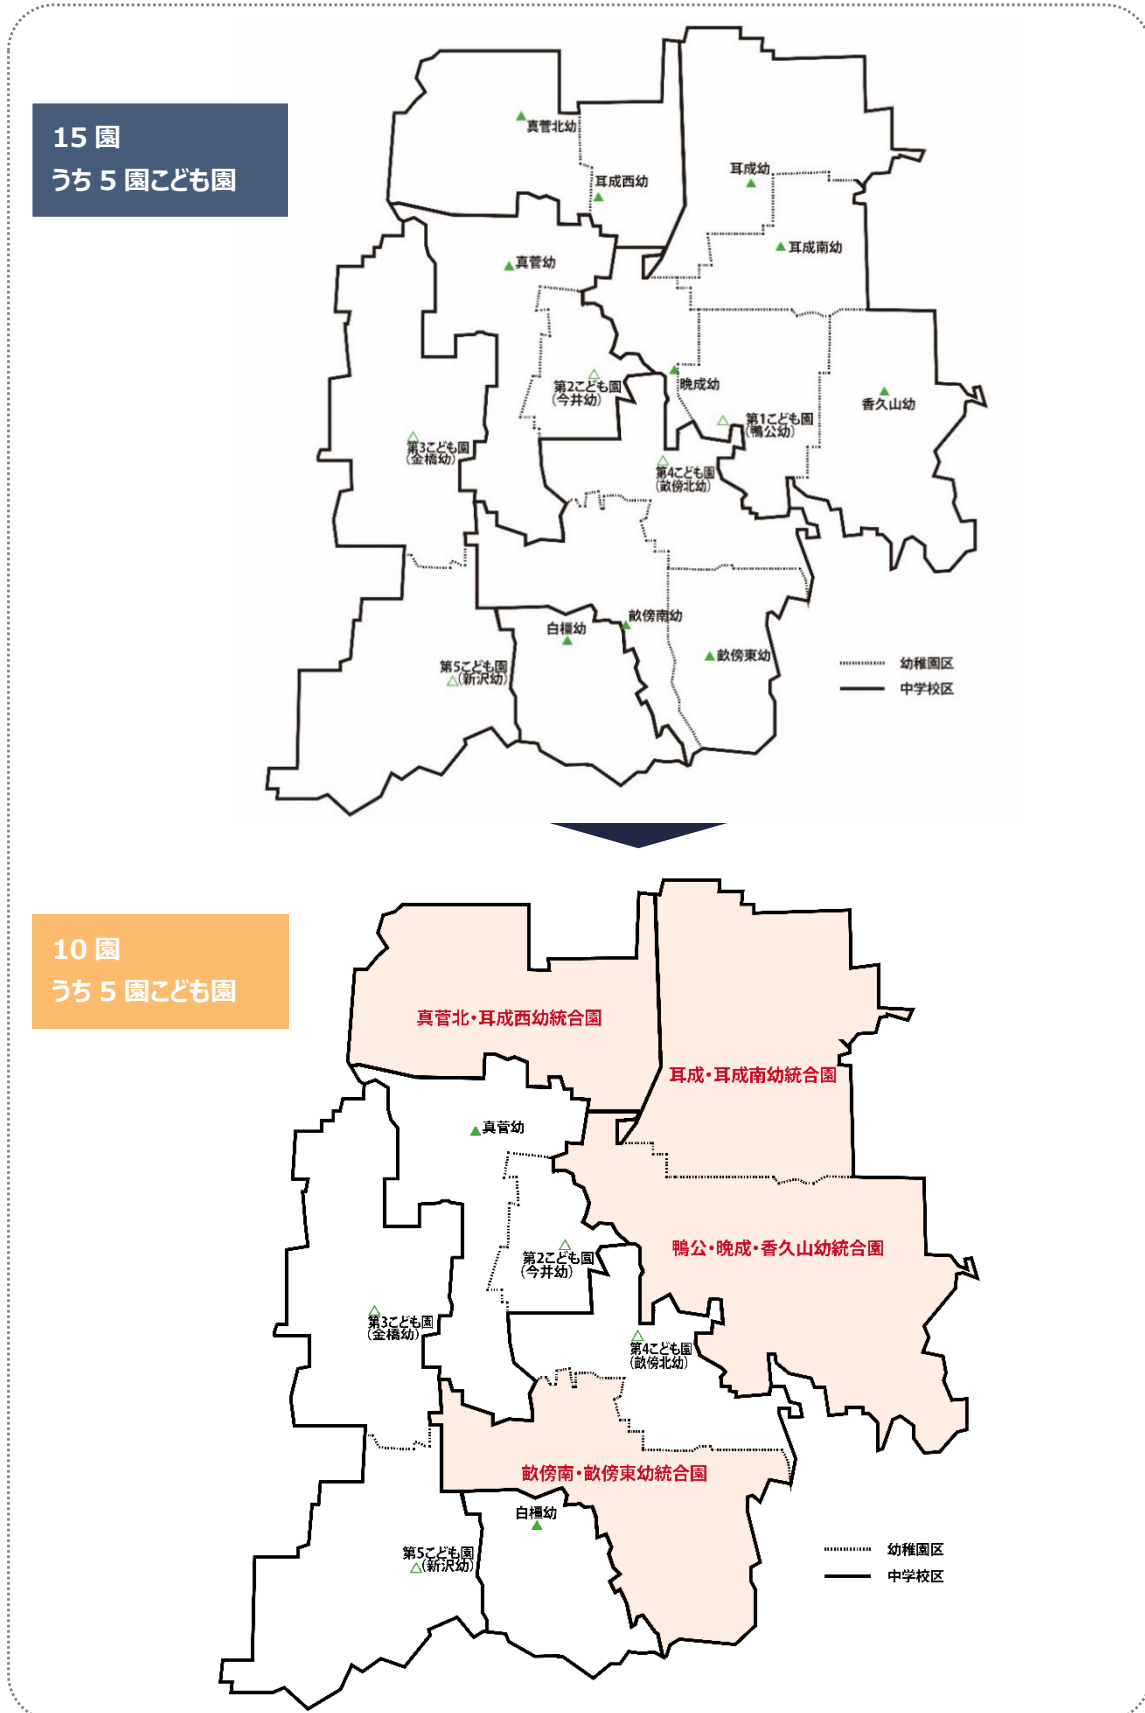 15 園
うち 5 園こども園
真菅北幼
耳成西幼
耳成幼
耳成南幼
真菅幼
第2こども園
(今井幼)
晩成幼
第1こども園
(鴨公幼)
香久山幼
第3こども園
(金橋幼)
第4こども園
(畝傍北幼)
白橿幼
畝傍南幼
畝傍東幼
第5こども園
(新沢幼)
幼稚園区
中学校区
10 園
うち 5 園こども園
真菅北・耳成西幼統合園
耳成・耳成南幼統合園
真菅幼
鴨公・晩成・香久山幼統合園
第2こども園
(今井幼)
第3こども園
(金橋幼)
第4こども園
(畝傍北幼)
畝傍南・畝傍東幼統合園
白橿幼
第5こども園
(新沢幼)
幼稚園区
中学校区